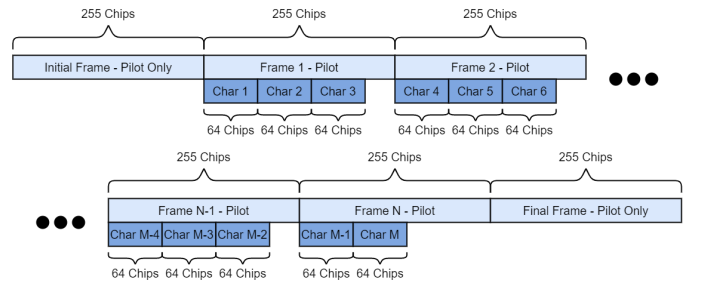 255 Chips 255 Chips 255 Chips
Initial Frame - Pilot Only Frame 1 - Pilot Frame 2 - Pilot
Char 1 Char 2 Char 3 Char 4 Char 5 Char 6
64 Chips 64 Chips 64 Chips 64 Chips 64 Chips 64 Chips
255 Chips 255 Chips 255 Chips
Frame N-1 - Pilot Frame N - Pilot Final Frame - Pilot Only
Char M-4 Char M-3 Char M-2 Char M-1 Char M
64 Chips 64 Chips 64 Chips 64 Chips 64 Chips